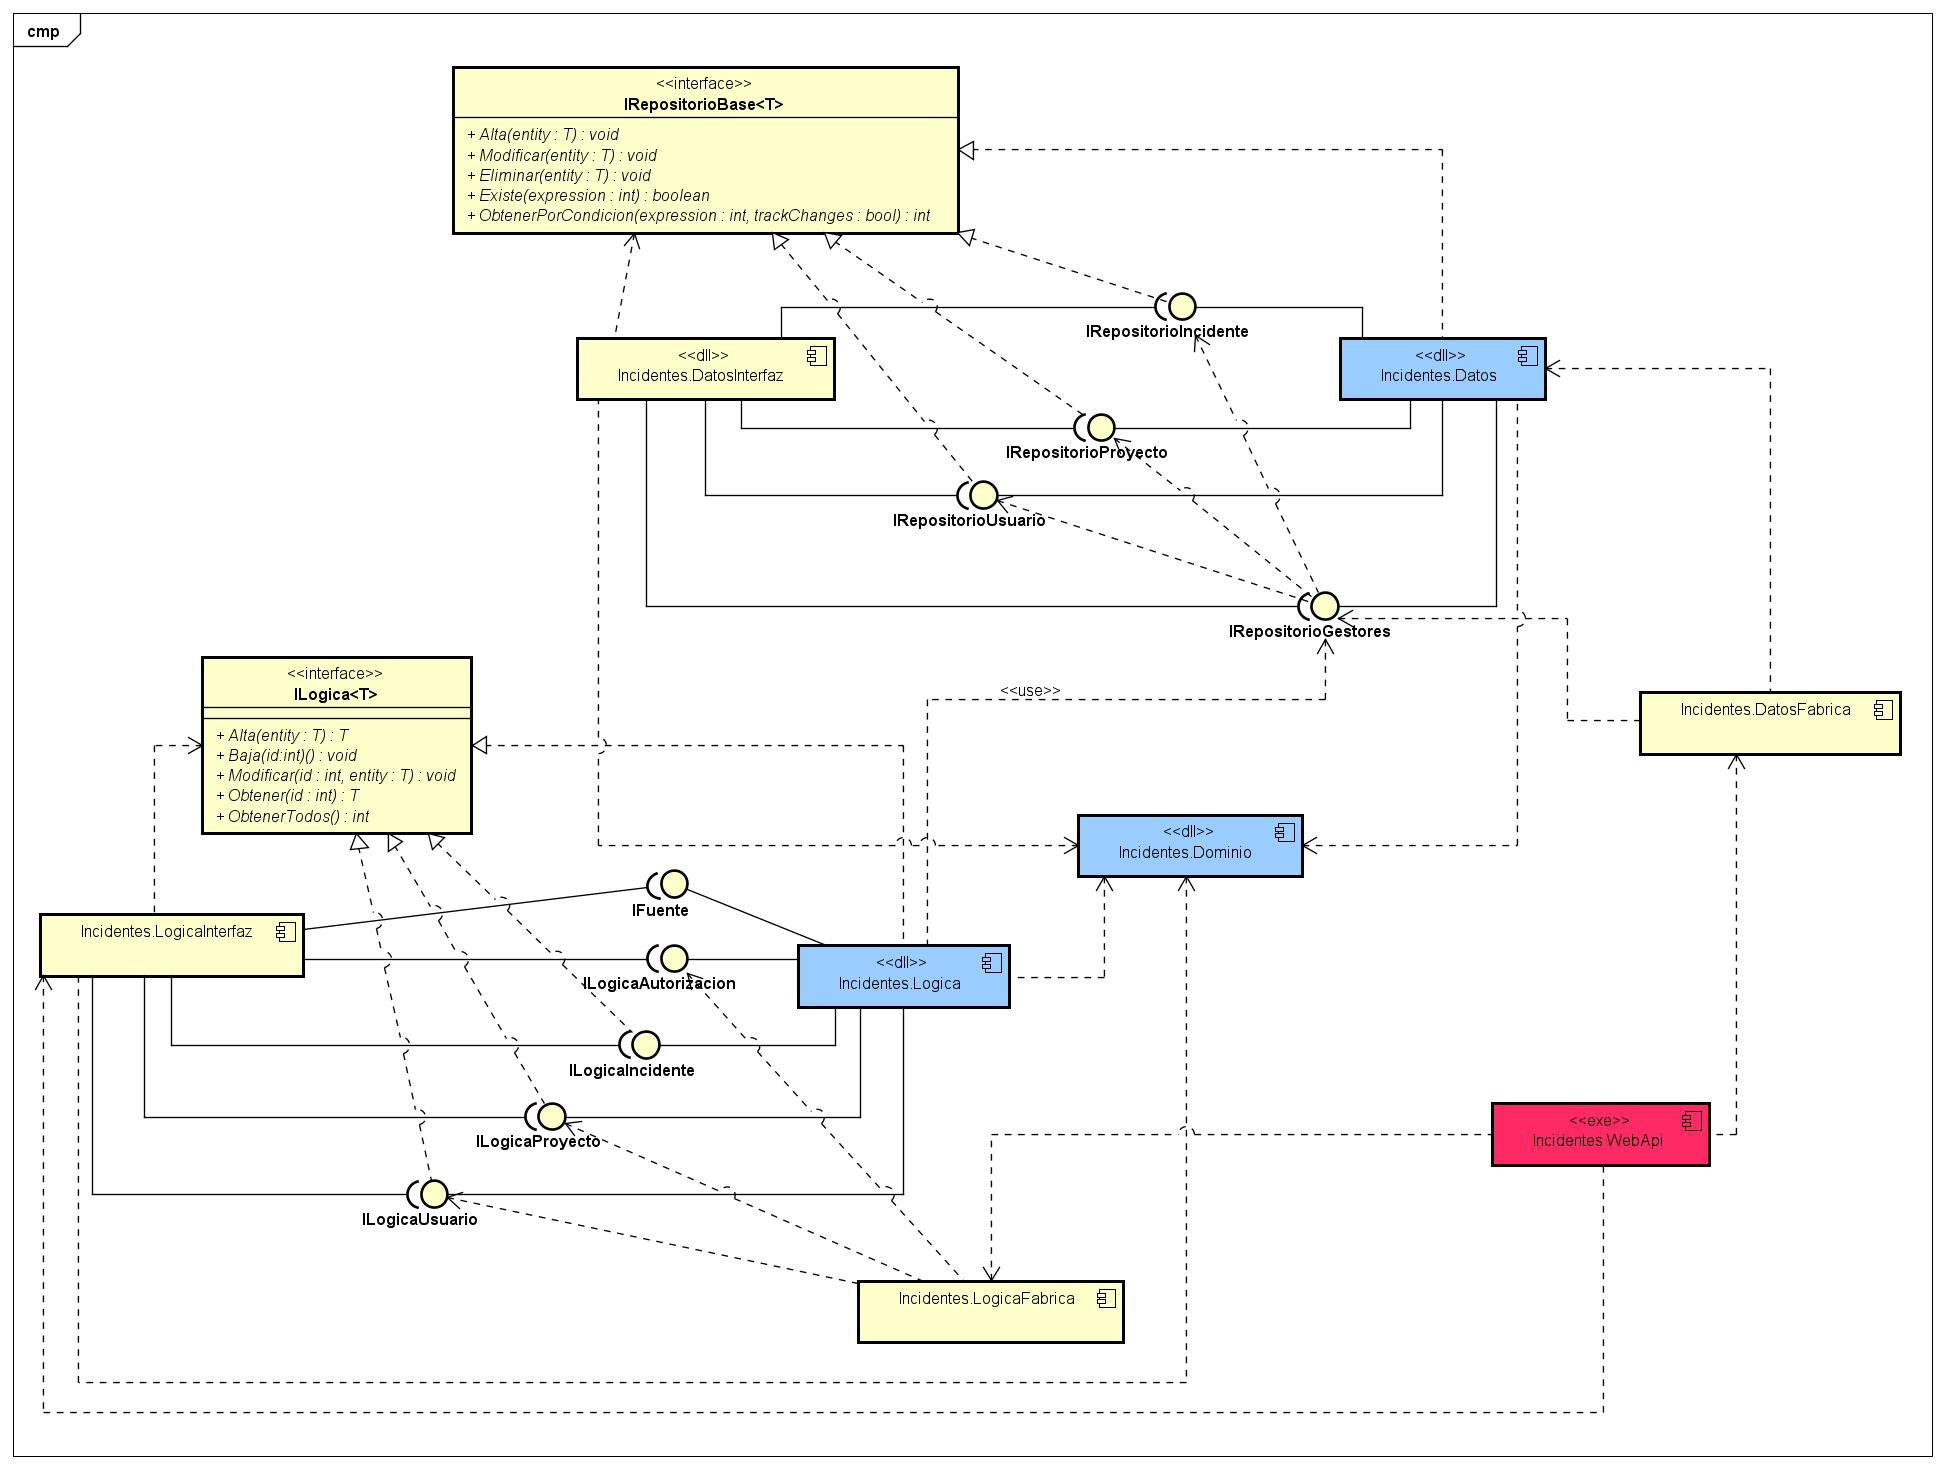 cmp
<<interface>>
IRepositorioBase<T>
+ Alta(entity : T) : void
+ Modificar(entity : T) : void
+ Eliminar(entity : T) : void
+ Existe(expression : int) : boolean
+ ObtenerPorCondicion(expression : int, trackChanges : bool) : int
IRepositorioIncidente
<<dll>>
Incidentes.DatosInterfaz
<<dll>>
Incidentes.Datos
IRepositorioProyecto
IRepositorioUsuario
IRepositorioGestores
<<interface>>
ILogica<T>
+ Alta(entity : T) : T
+ Baja(id:int)() : void
+ Modificar(id : int, entity : T) : void
+ Obtener(id : int) : T
+ ObtenerTodos() : int
<<use>>
Incidentes.DatosFabrica
<<dll>>
Incidentes.Dominio
IFuente
Incidentes.LogicaInterfaz
<<dll>>
Incidentes.Logica
ILogicaAutorizacion
ILogicaIncidente
ILogicaProyecto
<<exe>>
Incidentes.WebApi
ILogicaUsuario
Incidentes.LogicaFabrica